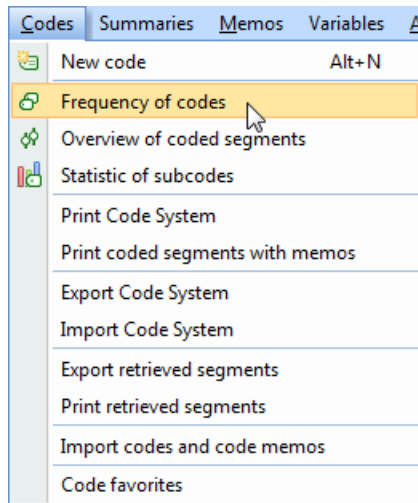 Codes Summaries Memos Variables A
New code Alt+N
Frequency of codes
Overview of coded segments
Statistic of subcodes
Print Code System
Print coded segments with memos
Export Code System
Import Code System
Export retrieved segments
Print retrieved segments
Import codes and code memos
Code favorites